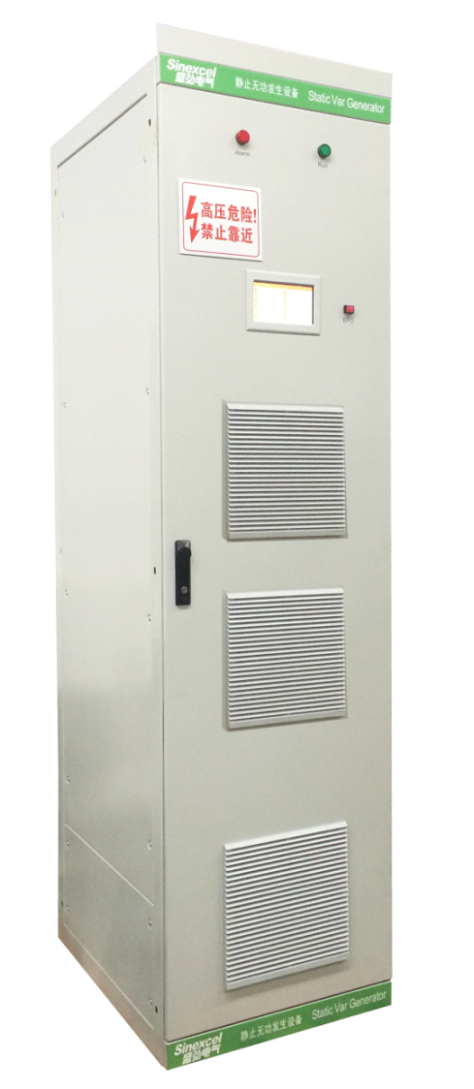 Sinexcel
盛弘电气
静止无功发生设备 Static Var Generator
Alarm
Run
高压危险!
禁止靠近
EPO
静止无功发生设备 Static Var Generator
Sinexcel
盛弘电气